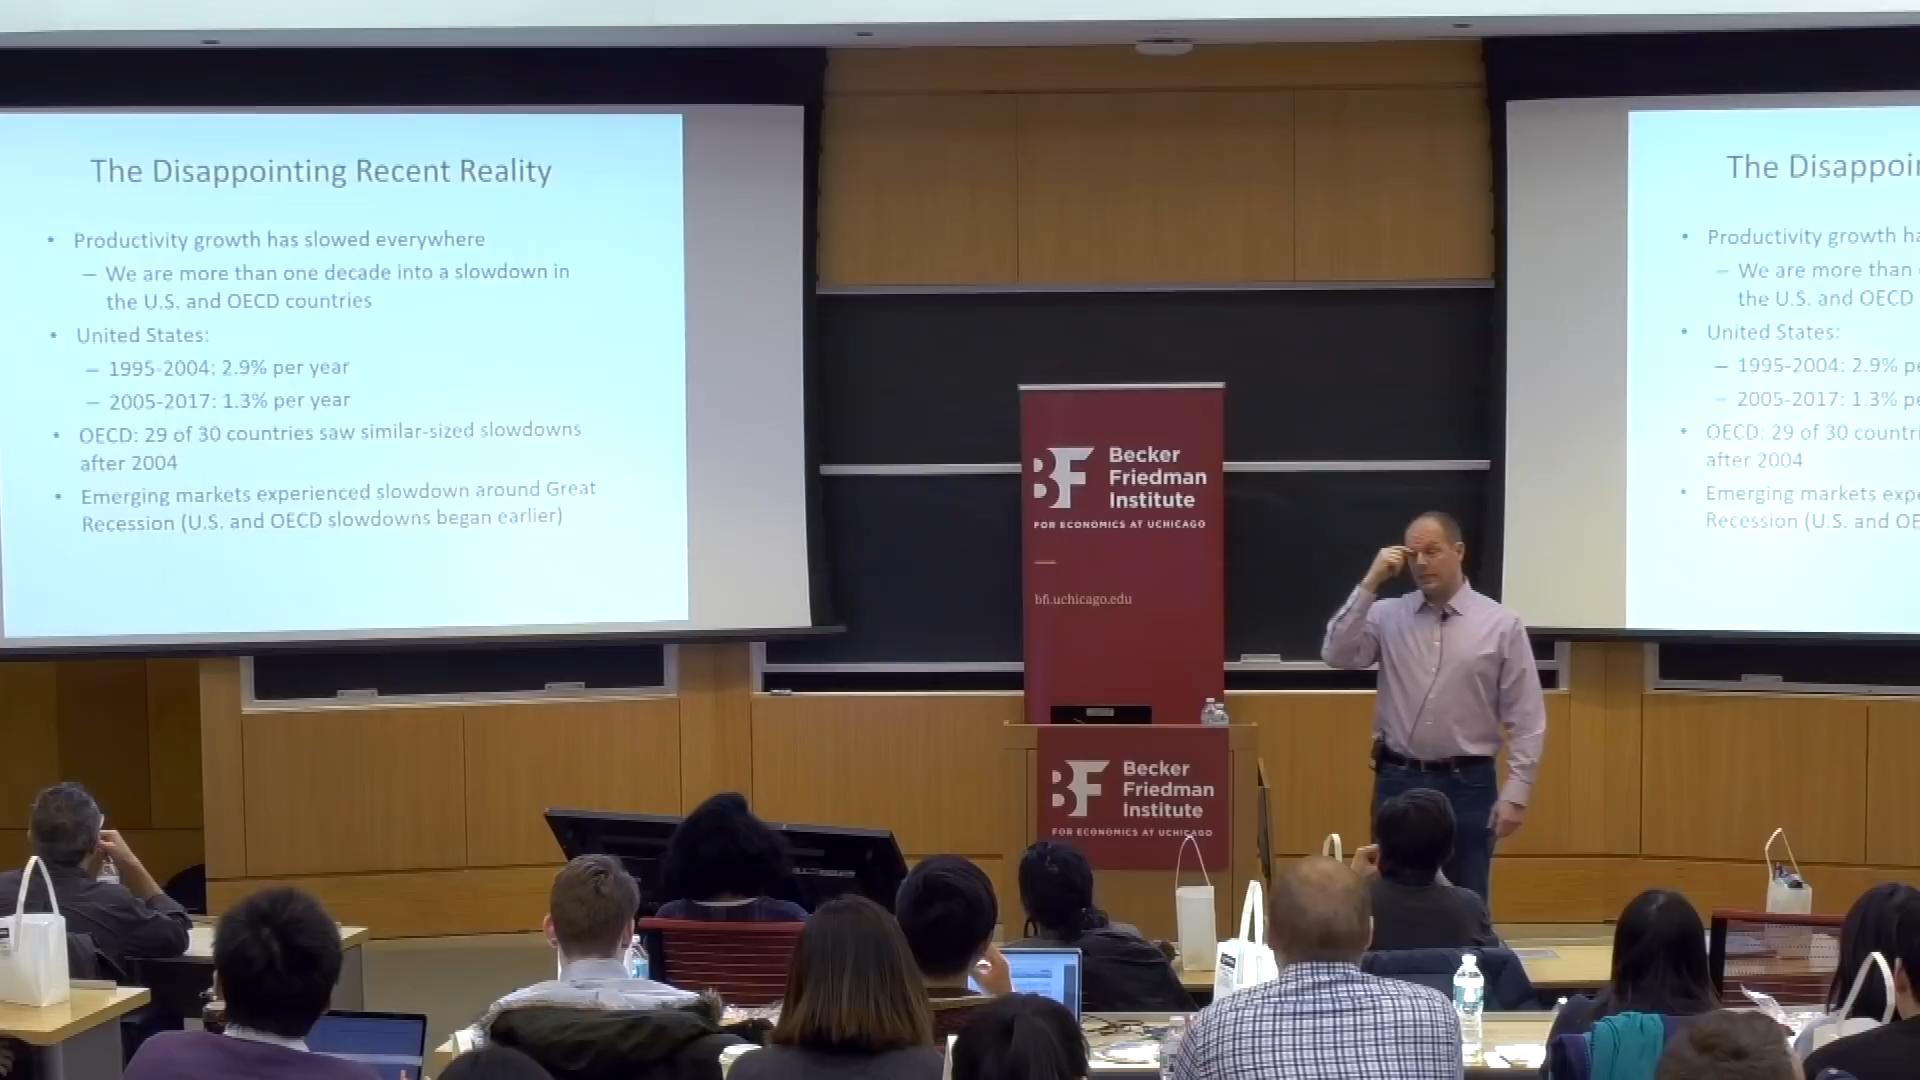 The Disappointing Recent Reality
• Productivity growth has slowed everywhere
– We are more than one decade into a slowdown in
the U.S. and OECD countries
• United States:
– 1995-2004: 2.9% per year
– 2005-2017: 1.3% per year
• OECD: 29 of 30 countries saw similar-sized slowdowns
after 2004
• Emerging markets experienced slowdown around Great
Recession (U.S. and OECD slowdowns began earlier)
BF
Becker
Friedman
Institute
FOR ECONOMICS AT UCHICAGO
bfi.uchicago.edu
BF
Becker
Friedman
Institute
FOR ECONOMICS AT UCHICAGO
The Disappoin
• Productivity growth ha
– We are more than
the U.S. and OECD
• United States:
– 1995-2004: 2.9% pe
– 2005-2017: 1.3% pe
• OECD: 29 of 30 countri
after 2004
• Emerging markets expe
Recession (U.S. and OE